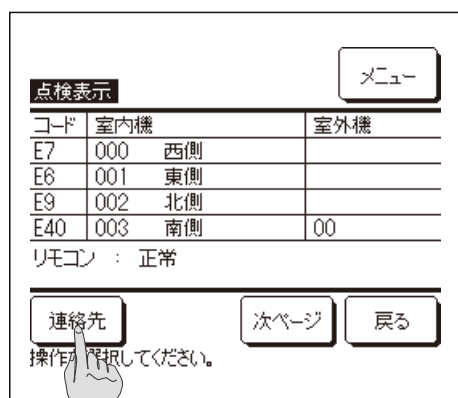 メニュー
点検表示
コード 室内機 室外機
E7 000 西側
E6 001 東側
E9 002 北側
E40 003 南側 00
リモコン : 正常
連絡先 次ページ 戻る
操作を選択してください。